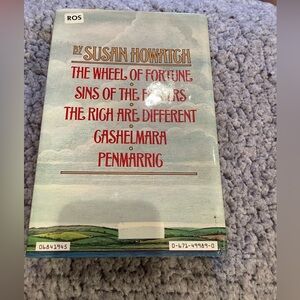 ROS
BY SUSAN HOWATCH
THE WHEEL OF FORTUNE
SINS OF THE FATHERS
THE RICH ARE DIFFERENT
CASHELMARA
PENMARRIC
06842943
0-671-49989-0